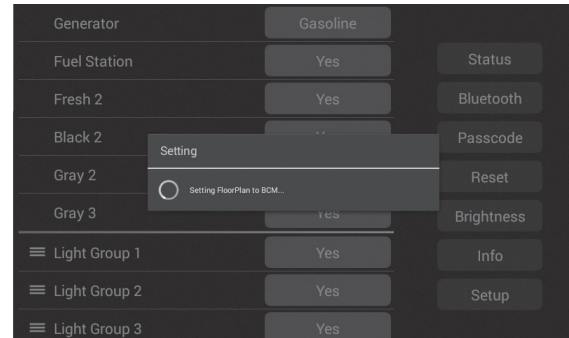 Generator Gasoline
Fuel Station Yes Status
Fresh 2 Yes Bluetooth
Black 2 Passcode
Setting
Gray 2 Reset
Setting FloorPlan to BCM...
Gray 3 Yes Brightness
Light Group 1 Yes Info
Light Group 2 Yes Setup
Light Group 3 Yes